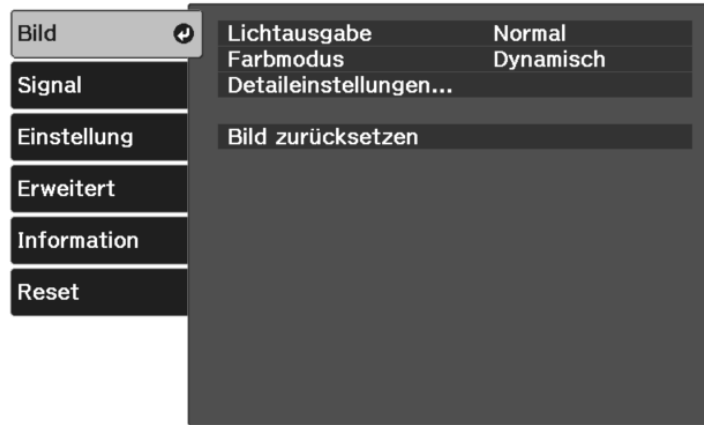 Bild
Signal
Einstellung
Erweitert
Information
Reset
Lichtausgabe Normal
Farbmodus Dynamisch
Detaileinstellungen...
Bild zurücksetzen